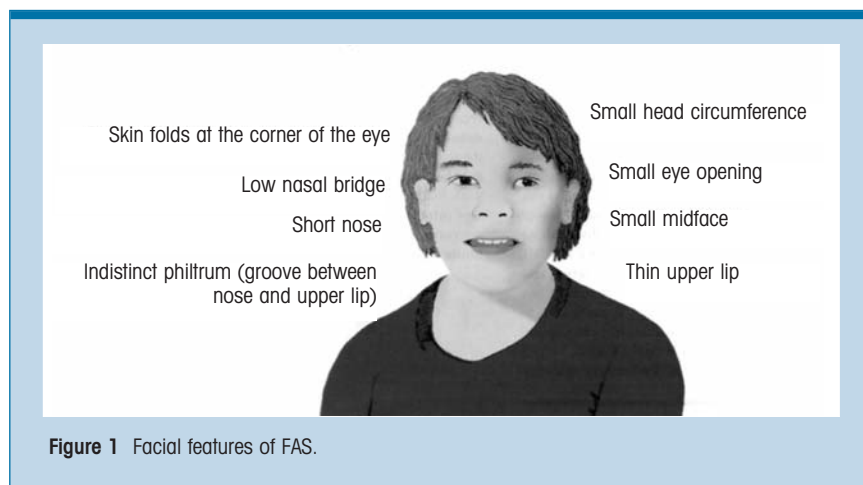 Skin folds at the corner of the eye
Low nasal bridge
Short nose
Indistinct philtrum (groove between
nose and upper lip)
Small head circumference
Small eye opening
Small midface
Thin upper lip
Figure 1 Facial features of FAS.